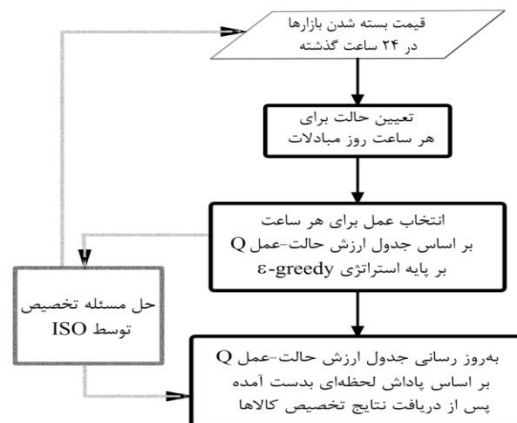 قیمت بسته شدن بازارها
در ۲۴ ساعت گذشته
تعیین حالت برای
هر ساعت روز مبادلات
انتخاب عمل برای هر ساعت
بر اساس جدول ارزش حالت-عمل Q
بر پایه استراتژی ε-greedy
حل مسئله تخصیص
توسط ISO
به‌روز رسانی جدول ارزش حالت-عمل Q
بر اساس پاداش لحظه‌ای بدست آمده
پس از دریافت نتایج تخصیص کالاها